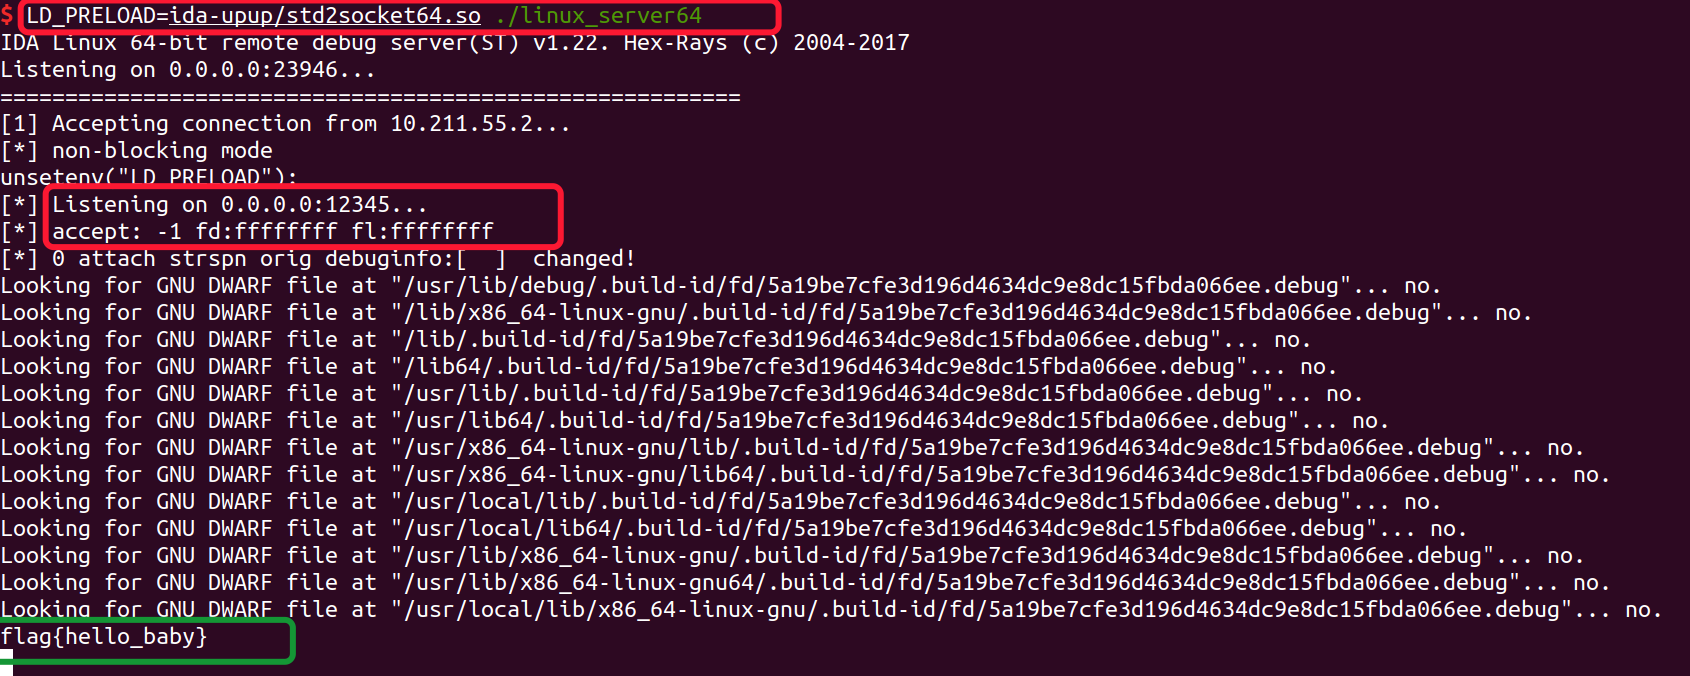 $ LD_PRELOAD=ida-upup/std2socket64.so ./linux_server64
IDA Linux 64-bit remote debug server(ST) v1.22. Hex-Rays (c) 2004-2017
Listening on 0.0.0.0:23946...
=========================================================
[1] Accepting connection from 10.211.55.2...
[*] non-blocking mode
unsetenv("LD_PRELOAD");
[*] Listening on 0.0.0.0:12345...
[*] accept: -1 fd:ffffffff fl:ffffffff
[*] 0 attach strspn orig debuginfo:[  ]  changed!
Looking for GNU DWARF file at "/usr/lib/debug/.build-id/fd/5a19be7cfe3d196d4634dc9e8dc15fbda066ee.debug"... no.
Looking for GNU DWARF file at "/lib/x86_64-linux-gnu/.build-id/fd/5a19be7cfe3d196d4634dc9e8dc15fbda066ee.debug"... no.
Looking for GNU DWARF file at "/lib/.build-id/fd/5a19be7cfe3d196d4634dc9e8dc15fbda066ee.debug"... no.
Looking for GNU DWARF file at "/lib64/.build-id/fd/5a19be7cfe3d196d4634dc9e8dc15fbda066ee.debug"... no.
Looking for GNU DWARF file at "/usr/lib/.build-id/fd/5a19be7cfe3d196d4634dc9e8dc15fbda066ee.debug"... no.
Looking for GNU DWARF file at "/usr/lib64/.build-id/fd/5a19be7cfe3d196d4634dc9e8dc15fbda066ee.debug"... no.
Looking for GNU DWARF file at "/usr/x86_64-linux-gnu/lib/.build-id/fd/5a19be7cfe3d196d4634dc9e8dc15fbda066ee.debug"... no.
Looking for GNU DWARF file at "/usr/x86_64-linux-gnu/lib64/.build-id/fd/5a19be7cfe3d196d4634dc9e8dc15fbda066ee.debug"... no.
Looking for GNU DWARF file at "/usr/local/lib/.build-id/fd/5a19be7cfe3d196d4634dc9e8dc15fbda066ee.debug"... no.
Looking for GNU DWARF file at "/usr/local/lib64/.build-id/fd/5a19be7cfe3d196d4634dc9e8dc15fbda066ee.debug"... no.
Looking for GNU DWARF file at "/usr/lib/x86_64-linux-gnu/.build-id/fd/5a19be7cfe3d196d4634dc9e8dc15fbda066ee.debug"... no.
Looking for GNU DWARF file at "/usr/lib/x86_64-linux-gnu64/.build-id/fd/5a19be7cfe3d196d4634dc9e8dc15fbda066ee.debug"... no.
Looking for GNU DWARF file at "/usr/local/lib/x86_64-linux-gnu/.build-id/fd/5a19be7cfe3d196d4634dc9e8dc15fbda066ee.debug"... no.
flag{hello_baby}